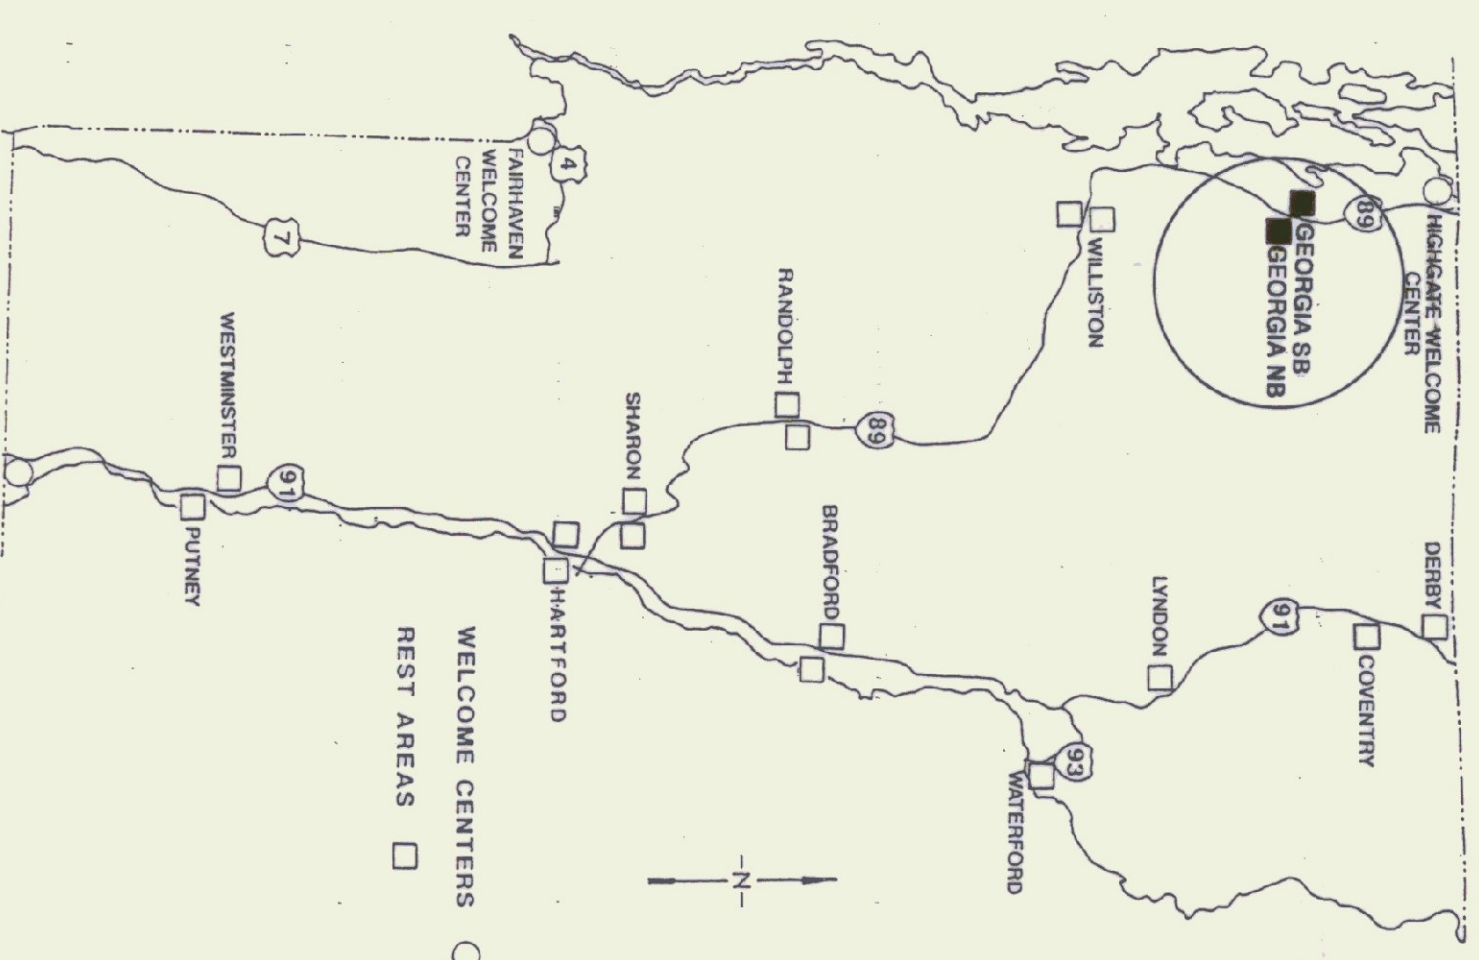 HIGHGATE WELCOME
CENTER
89
GEORGIA SB
GEORGIA NB
DERBY
COVENTRY
91
LYNDON
WILLISTON
93
WATERFORD
89
RANDOLPH
BRADFORD
SHARON
4
FAIRHAVEN
WELCOME
CENTER
HARTFORD
N
7
91
WESTMINSTER
PUTNEY
WELCOME CENTERS
REST AREAS